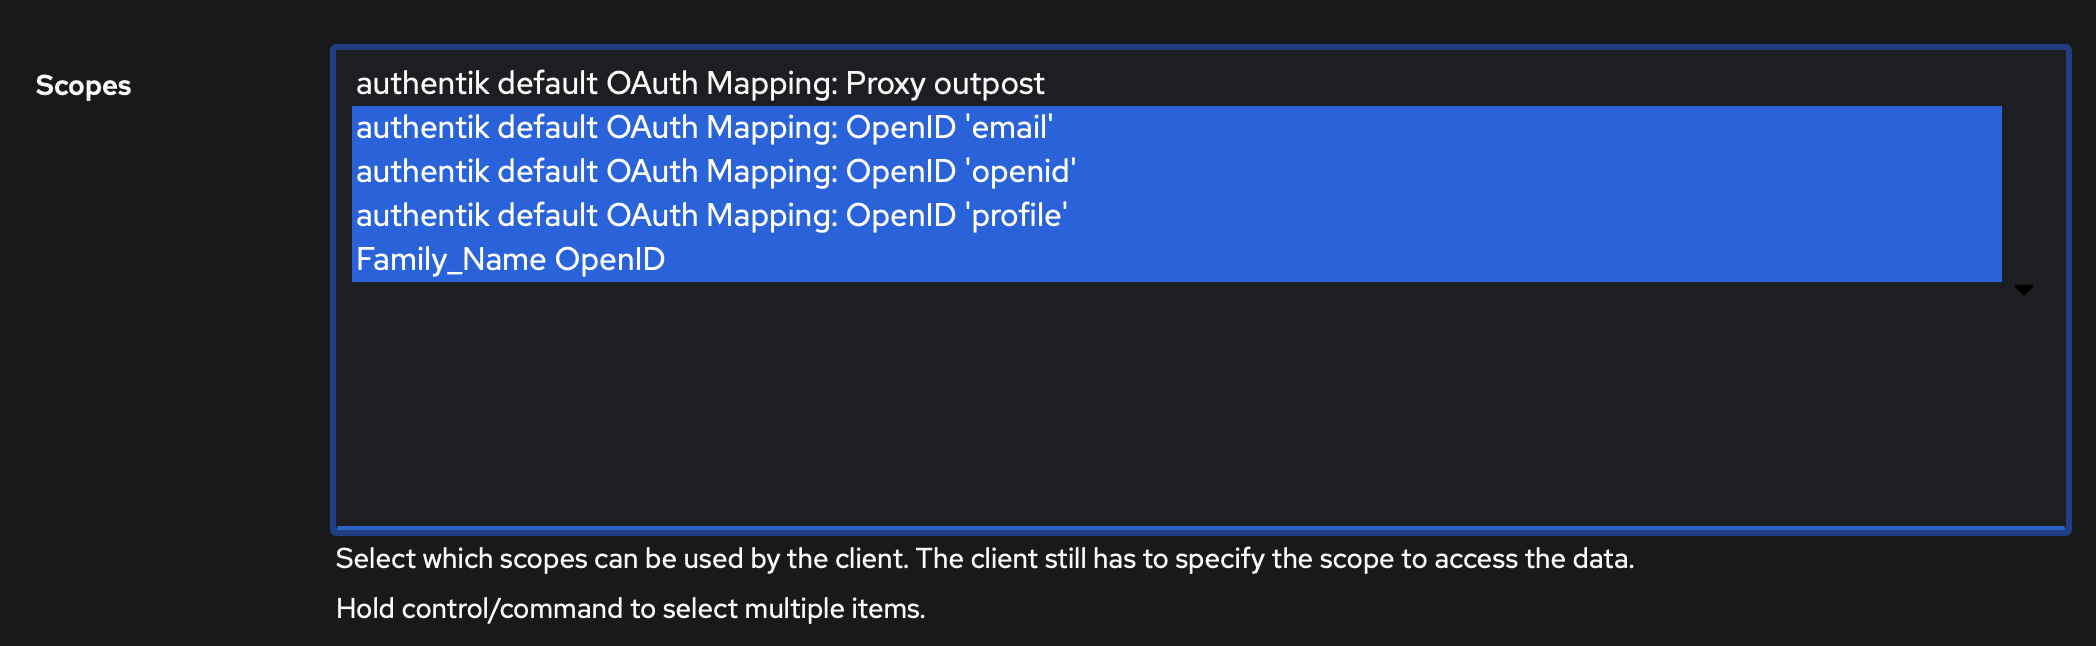 Scopes
authentik default OAuth Mapping: Proxy outpost
authentik default OAuth Mapping: OpenID 'email'
authentik default OAuth Mapping: OpenID 'openid'
authentik default OAuth Mapping: OpenID 'profile'
Family_Name OpenID
Select which scopes can be used by the client. The client still has to specify the scope to access the data.
Hold control/command to select multiple items.